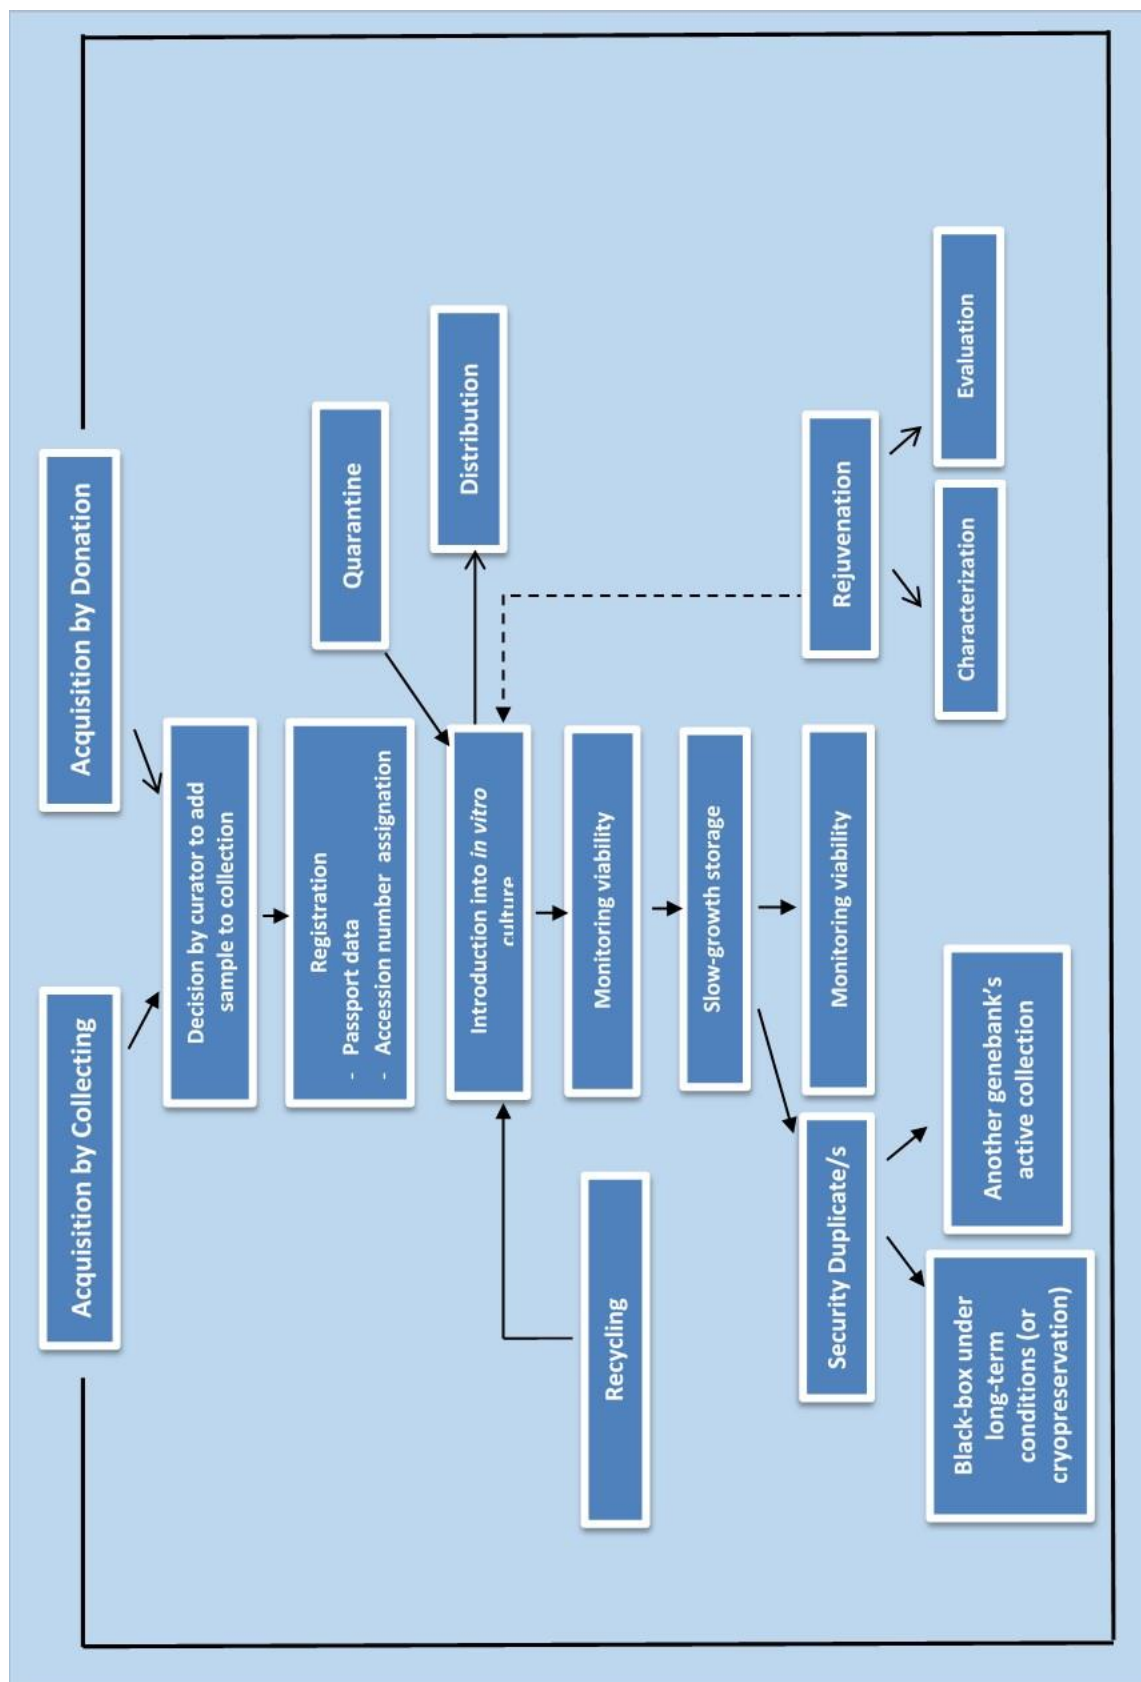 Acquisition by Collecting
Acquisition by Donation
Decision by curator to add
sample to collection
Registration
- Passport data
- Accession number assignation
Quarantine
Introduction into in vitro
culture
Distribution
Recycling
Monitoring viability
Slow-growth storage
Security Duplicate/s
Monitoring viability
Rejuvenation
Black-box under
long-term
conditions (or
cryopreservation)
Another genebank’s
active collection
Characterization
Evaluation